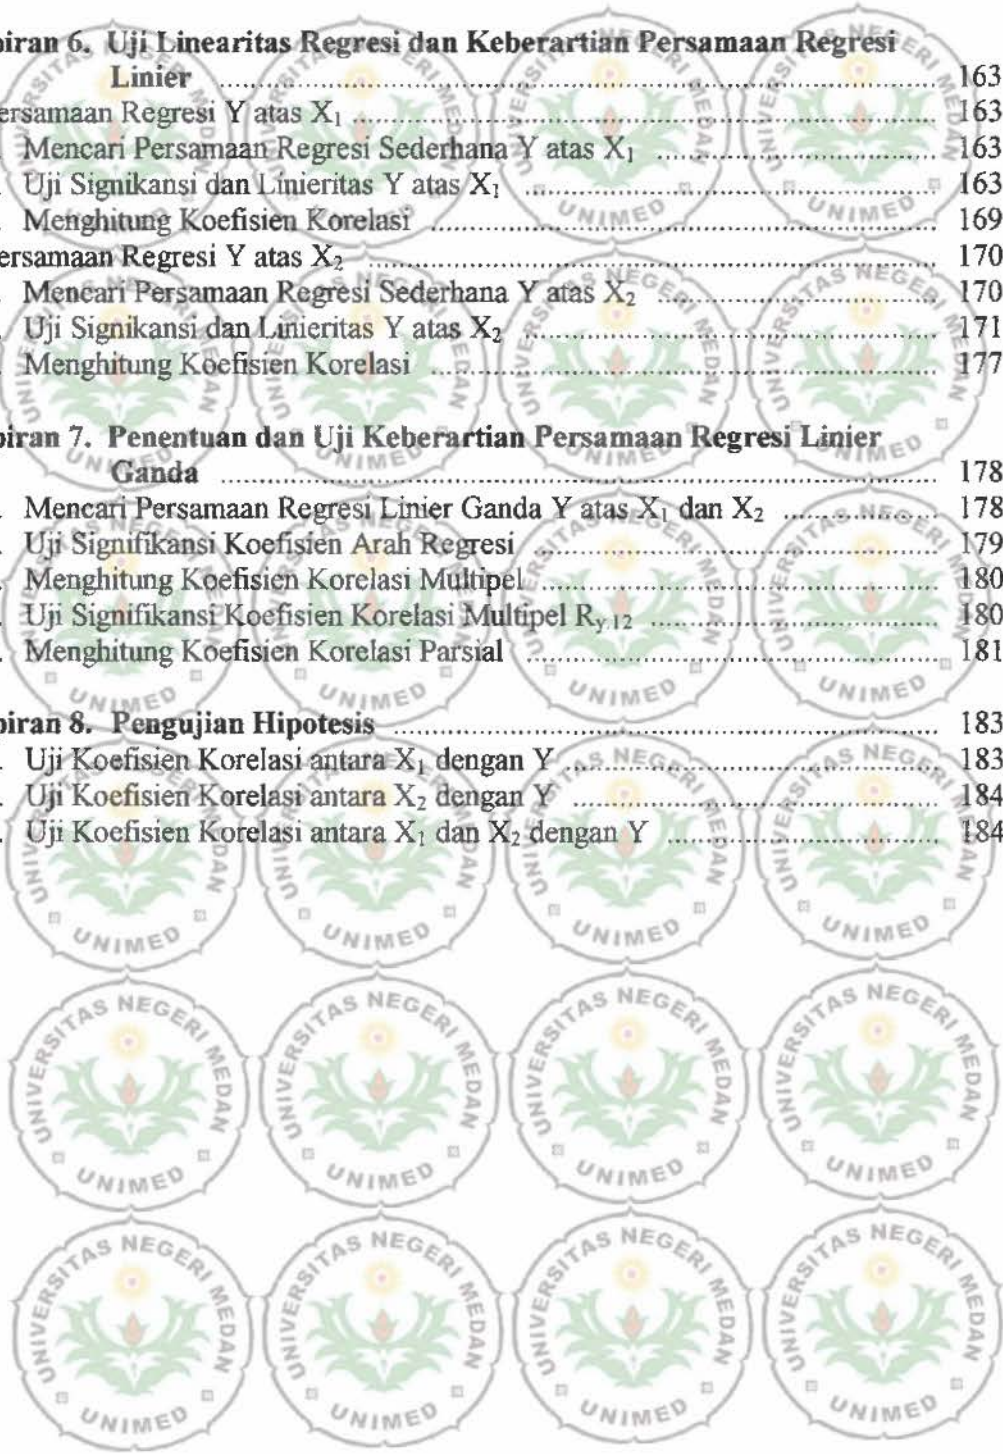 piran 6. Uji Linearitas Regresi dan Keberartian Persamaan Regresi
Linier ........ 163
ersamaan Regresi Y atas X₁ ........ 163
. Mencari Persamaan Regresi Sederhana Y atas X₁ ........ 163
. Uji Signikansi dan Linieritas Y atas X₁ ........ 163
. Menghitung Koefisien Korelasi ........ 169
ersamaan Regresi Y atas X₂ ........ 170
. Mencari Persamaan Regresi Sederhana Y atas X₂ ........ 170
. Uji Signikansi dan Linieritas Y atas X₂ ........ 171
. Menghitung Koefisien Korelasi ........ 177
piran 7. Penentuan dan Uji Keberartian Persamaan Regresi Linier
Ganda ........ 178
. Mencari Persamaan Regresi Linier Ganda Y atas X₁ dan X₂ ........ 178
. Uji Signifikansi Koefisien Arah Regresi ........ 179
. Menghitung Koefisien Korelasi Multipel ........ 180
. Uji Signifikansi Koefisien Korelasi Multipel Ry.12 ........ 180
. Menghitung Koefisien Korelasi Parsial ........ 181
piran 8. Pengujian Hipotesis ........ 183
. Uji Koefisien Korelasi antara X₁ dengan Y ........ 183
. Uji Koefisien Korelasi antara X₂ dengan Y ........ 184
. Uji Koefisien Korelasi antara X₁ dan X₂ dengan Y ........ 184
UNIVERSITAS NEGERI MEDAN
UNIMED